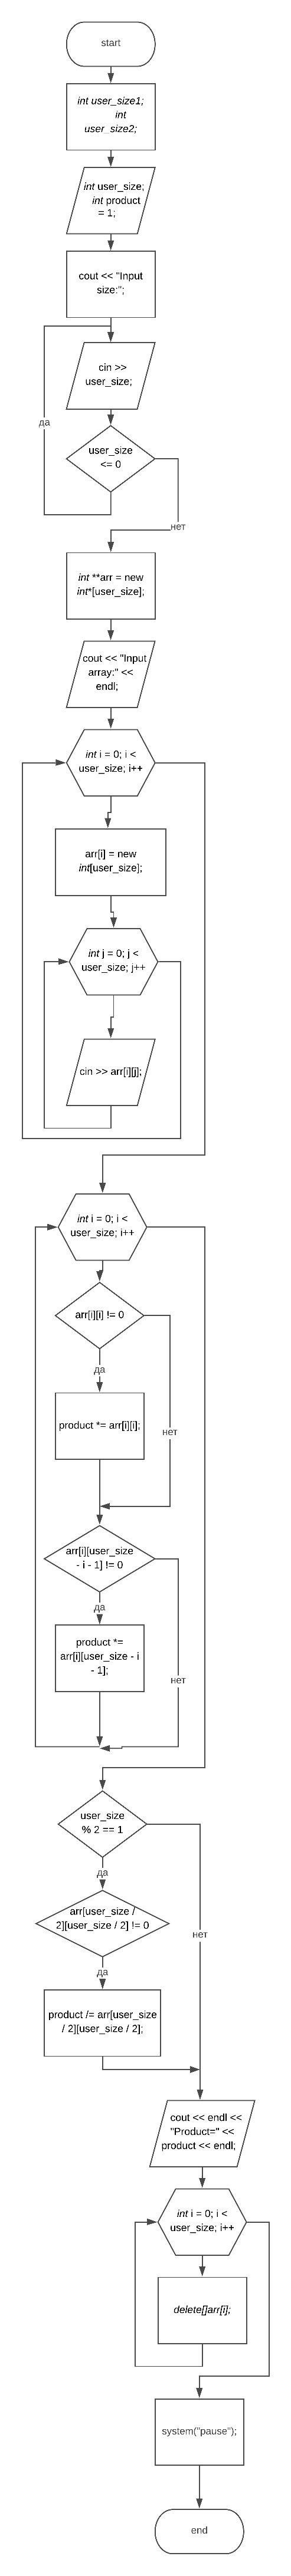 start
int user_size1;
int
user_size2;
int user_size;
int product
= 1;
cout << "Input
size:";
cin >>
user_size;
да
user_size
<= 0
нет
int **arr = new
int*[user_size];
cout << "Input
array:" <<
endl;
int i = 0; i <
user_size; i++
arr[i] = new
int[user_size];
int j = 0; j <
user_size; j++
cin >> arr[i][j];
int i = 0; i <
user_size; i++
arr[i][i] != 0
да
product *= arr[i][i];
нет
arr[i][user_size
- i - 1] != 0
да
product *=
arr[i][user_size - i
- 1];
нет
user_size
% 2 == 1
да
arr[user_size /
2][user_size / 2] != 0
нет
да
product /= arr[user_size
/ 2][user_size / 2];
cout << endl <<
"Product=" <<
product << endl;
int i = 0; i <
user_size; i++
delete[]arr[i];
system("pause");
end